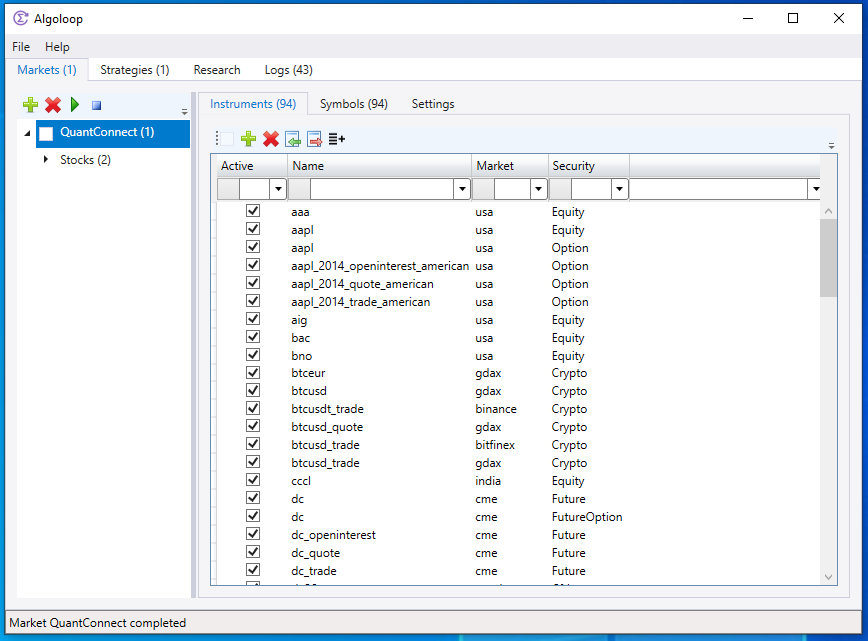 Algoloop
File Help
Markets (1) Strategies (1) Research Logs (43)
QuantConnect (1)
Stocks (2)
Instruments (94) Symbols (94) Settings
Active Name Market Security
aaa usa Equity
aapl usa Equity
aapl usa Option
aapl_2014_openinterest_american usa Option
aapl_2014_quote_american usa Option
aapl_2014_trade_american usa Option
aig usa Equity
bac usa Equity
bno usa Equity
btceur gdax Crypto
btcusd gdax Crypto
btcusdt_trade binance Crypto
btcusd_quote gdax Crypto
btcusd_trade bitfinex Crypto
btcusd_trade gdax Crypto
cccl india Equity
dc cme Future
dc cme FutureOption
dc_openinterest cme Future
dc_quote cme Future
dc_trade cme Future
Market QuantConnect completed